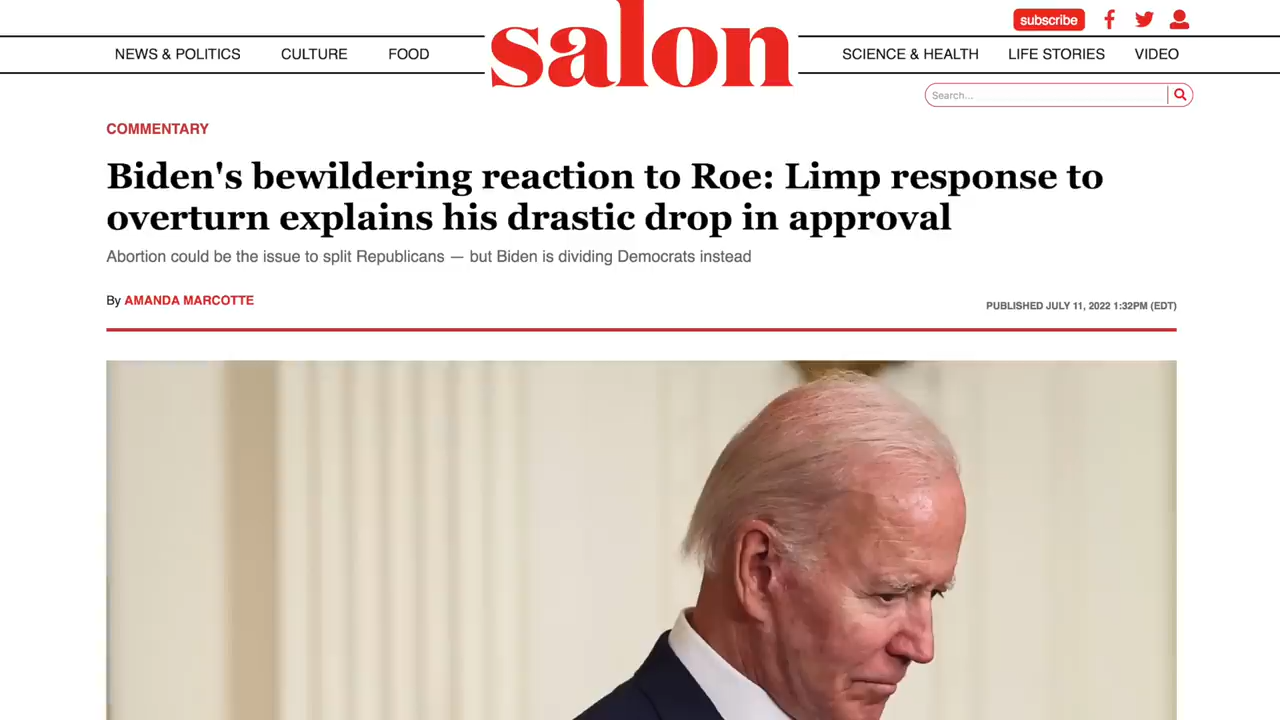 subscribe
NEWS & POLITICS CULTURE FOOD salon SCIENCE & HEALTH LIFE STORIES VIDEO
Search...
COMMENTARY
Biden's bewildering reaction to Roe: Limp response to
overturn explains his drastic drop in approval
Abortion could be the issue to split Republicans — but Biden is dividing Democrats instead
By AMANDA MARCOTTE
PUBLISHED JULY 11, 2022 1:32PM (EDT)